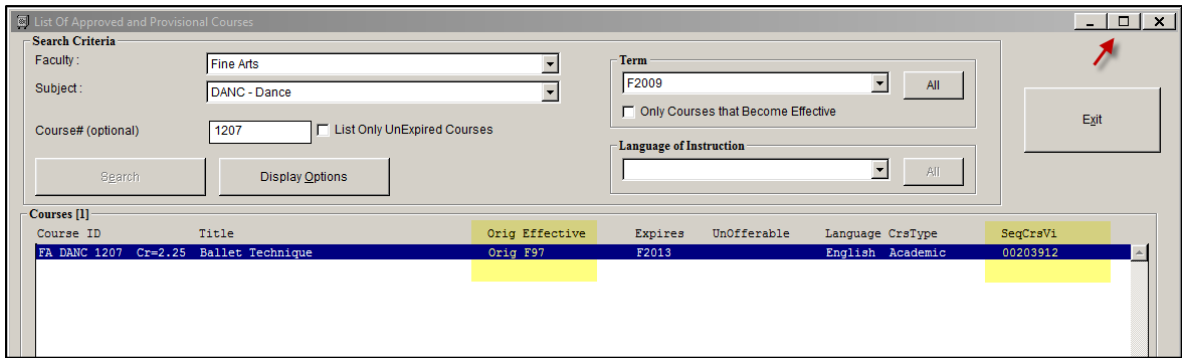 List Of Approved and Provisional Courses
Search Criteria
Faculty :
Fine Arts
Subject :
DANC - Dance
Course# (optional)
1207
List Only UnExpired Courses
Search
Display Options
Term
F2009
All
Only Courses that Become Effective
Language of Instruction
All
Exit
Courses [1]
Course ID Title Orig Effective Expires UnOfferable Language CrsType SeqCrsVi
FA DANC 1207 Cr=2.25 Ballet Technique Orig F97 F2013 English Academic 00203912